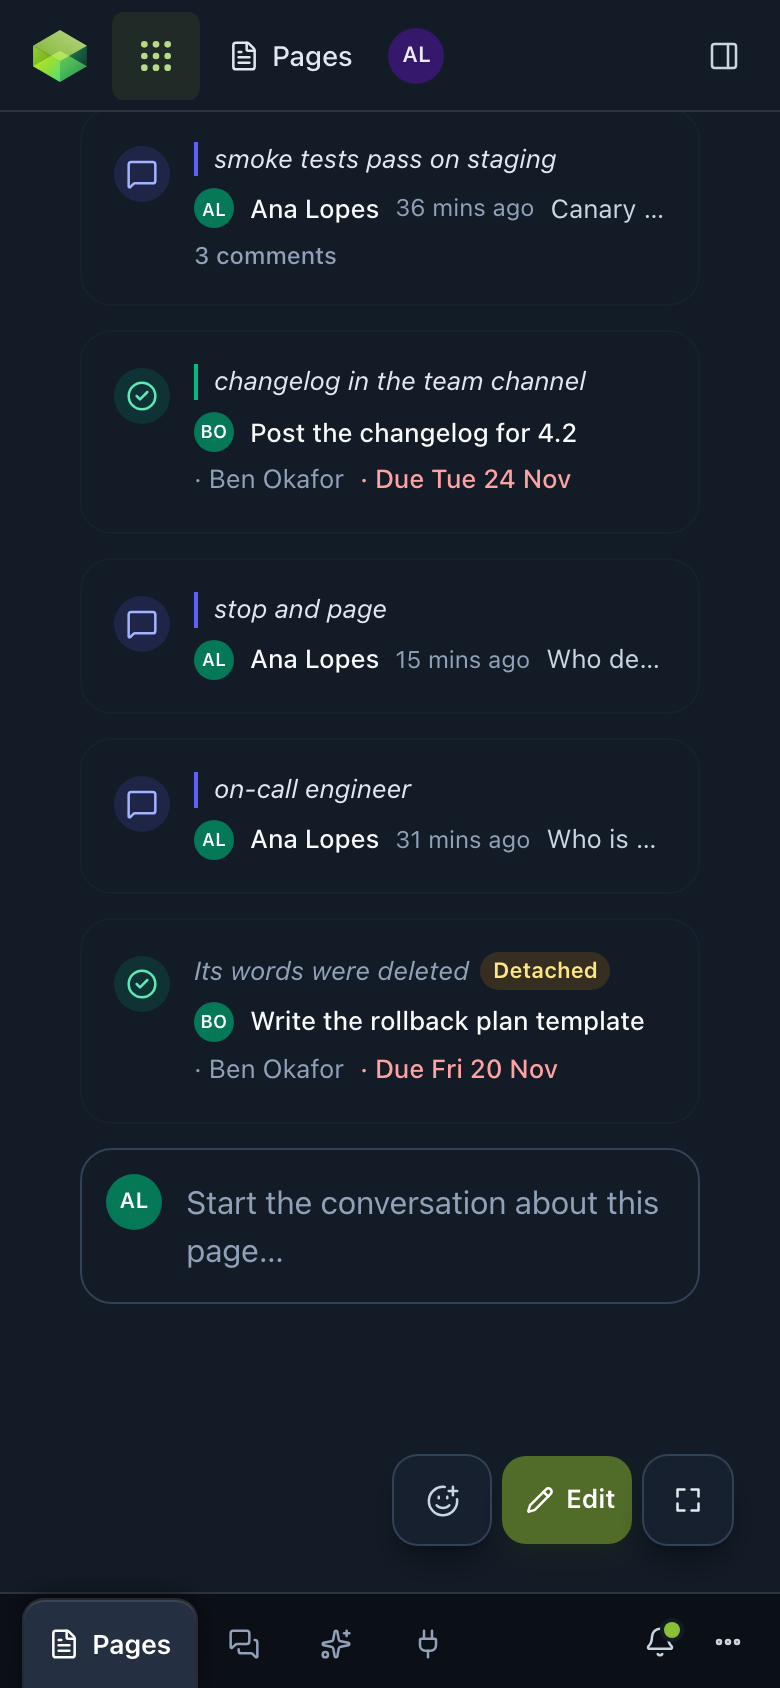 Pages AL
smoke tests pass on staging
AL Ana Lopes 36 mins ago Canary ...
3 comments
changelog in the team channel
BO Post the changelog for 4.2
· Ben Okafor · Due Tue 24 Nov
stop and page
AL Ana Lopes 15 mins ago Who de...
on-call engineer
AL Ana Lopes 31 mins ago Who is ...
Its words were deleted Detached
BO Write the rollback plan template
· Ben Okafor · Due Fri 20 Nov
AL Start the conversation about this
page...
Edit
Pages